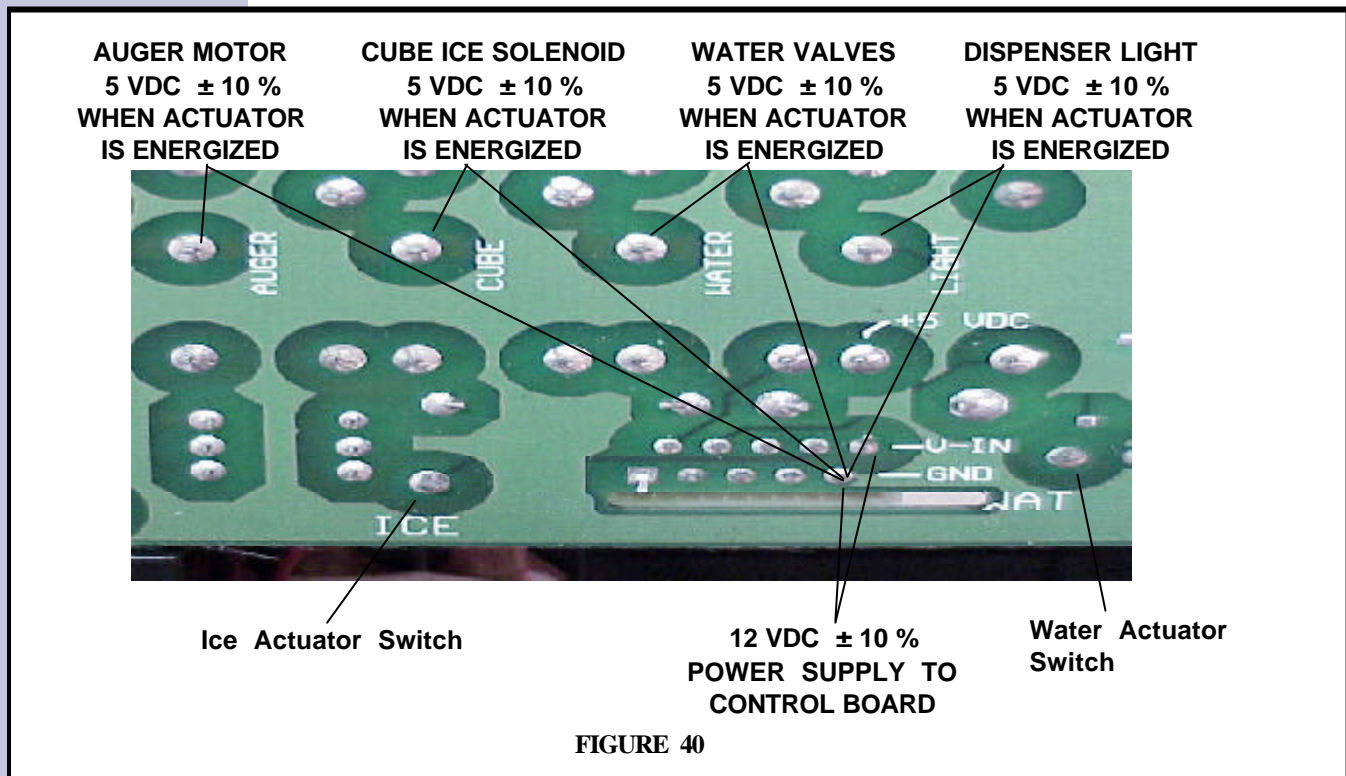 AUGER MOTOR
5 VDC ± 10 %
WHEN ACTUATOR
IS ENERGIZED
CUBE ICE SOLENOID
5 VDC ± 10 %
WHEN ACTUATOR
IS ENERGIZED
WATER VALVES
5 VDC ± 10 %
WHEN ACTUATOR
IS ENERGIZED
DISPENSER LIGHT
5 VDC ± 10 %
WHEN ACTUATOR
IS ENERGIZED
AUGER
CUBE
WATER
LIGHT
+5 VDC
V-IN
GND
1
WAT
ICE
Ice Actuator Switch
12 VDC ± 10 %
POWER SUPPLY TO
CONTROL BOARD
Water Actuator
Switch
FIGURE 40